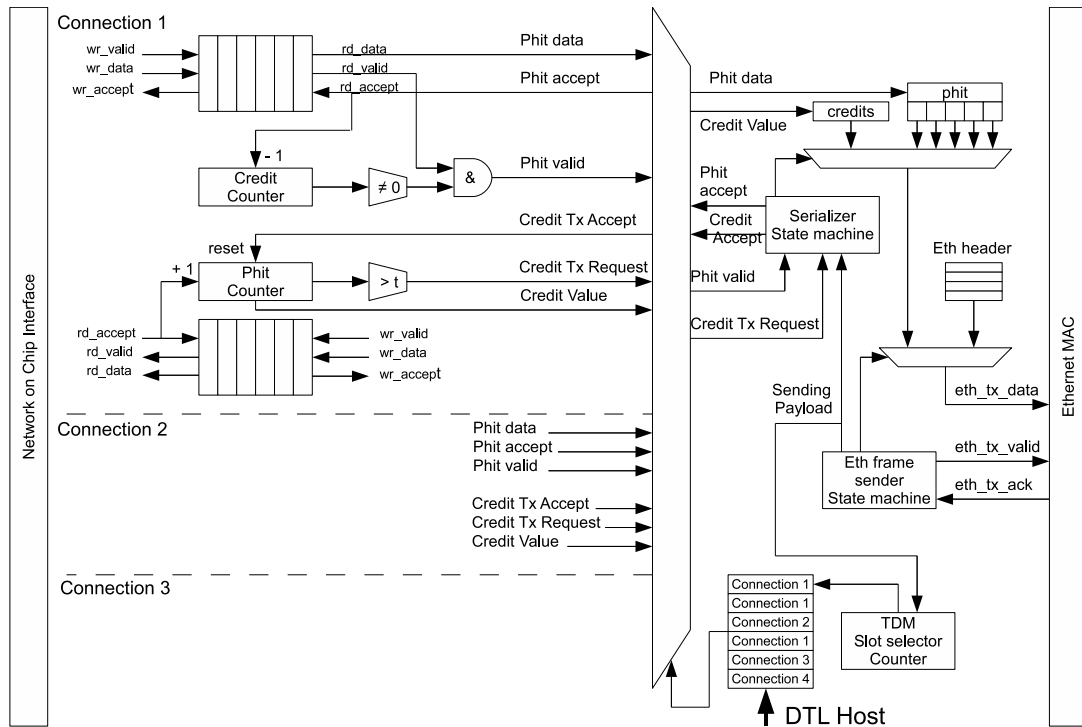 Connection 1
wr_valid
wr_data
wr_accept
rd_data
rd_valid
rd_accept
Phit data
Phit accept
- 1
Credit
Counter
≠ 0
&
Phit valid
Credit Tx Accept
reset
+ 1
Phit
Counter
> t
Credit Tx Request
Credit Value
rd_accept
rd_valid
rd_data
wr_valid
wr_data
wr_accept
Network on Chip Interface
Connection 2
Phit data
Phit accept
Phit valid
Credit Tx Accept
Credit Tx Request
Credit Value
Connection 3
Phit data
phit
credits
Credit Value
Phit
accept
Credit
Accept
Serializer
State machine
Phit valid
Credit Tx Request
Eth header
Sending
Payload
eth_tx_data
eth_tx_valid
eth_tx_ack
Eth frame
sender
State machine
Connection 1
Connection 1
Connection 2
Connection 1
Connection 3
Connection 4
TDM
Slot selector
Counter
DTL Host
Ethernet MAC